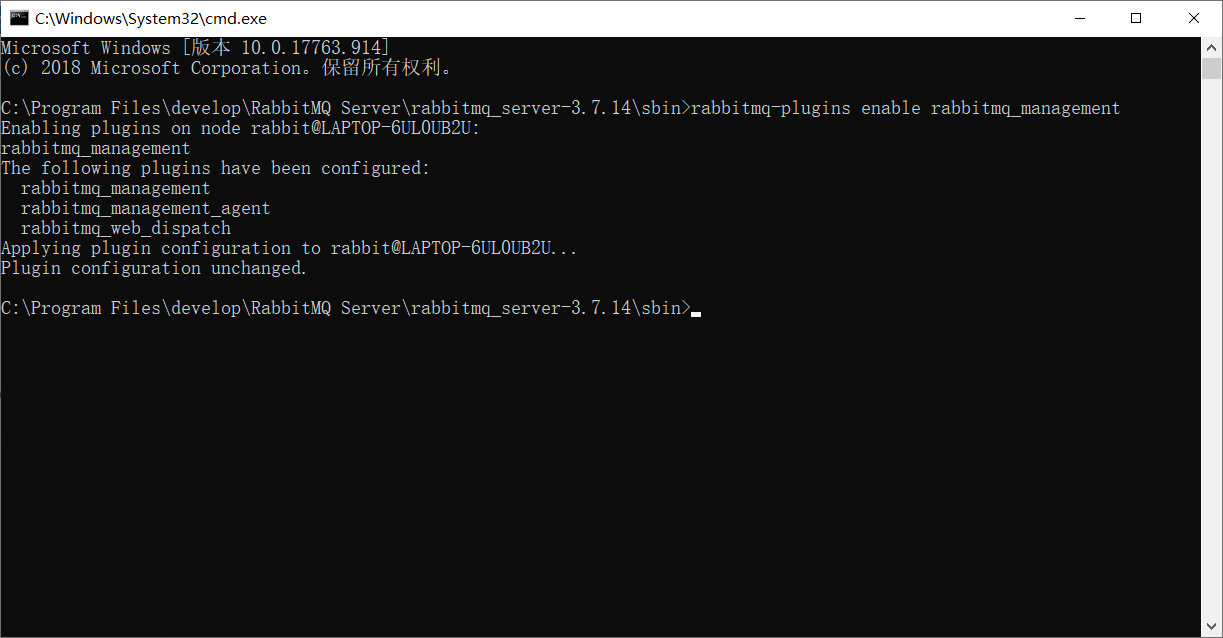 C:\Windows\System32\cmd.exe
Microsoft Windows [版本 10.0.17763.914]
(c) 2018 Microsoft Corporation。保留所有权利。
C:\Program Files\develop\RabbitMQ Server\rabbitmq_server-3.7.14\sbin>rabbitmq-plugins enable rabbitmq_management
Enabling plugins on node rabbit@LAPTOP-6UL0UB2U:
rabbitmq_management
The following plugins have been configured:
  rabbitmq_management
  rabbitmq_management_agent
  rabbitmq_web_dispatch
Applying plugin configuration to rabbit@LAPTOP-6UL0UB2U...
Plugin configuration unchanged.
C:\Program Files\develop\RabbitMQ Server\rabbitmq_server-3.7.14\sbin>